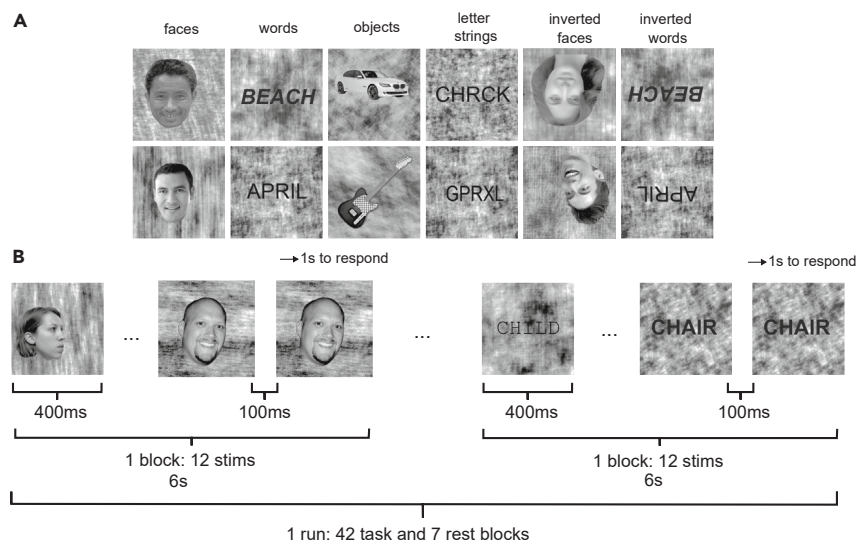 A
faces words objects letter strings inverted faces inverted words
BEACH CHRCK BEACH
APRIL GPRXL APRIL
B
→1s to respond →1s to respond
... ... CHILD ... CHAIR CHAIR
400ms 100ms 400ms 100ms
1 block: 12 stims 1 block: 12 stims
6s 6s
1 run: 42 task and 7 rest blocks